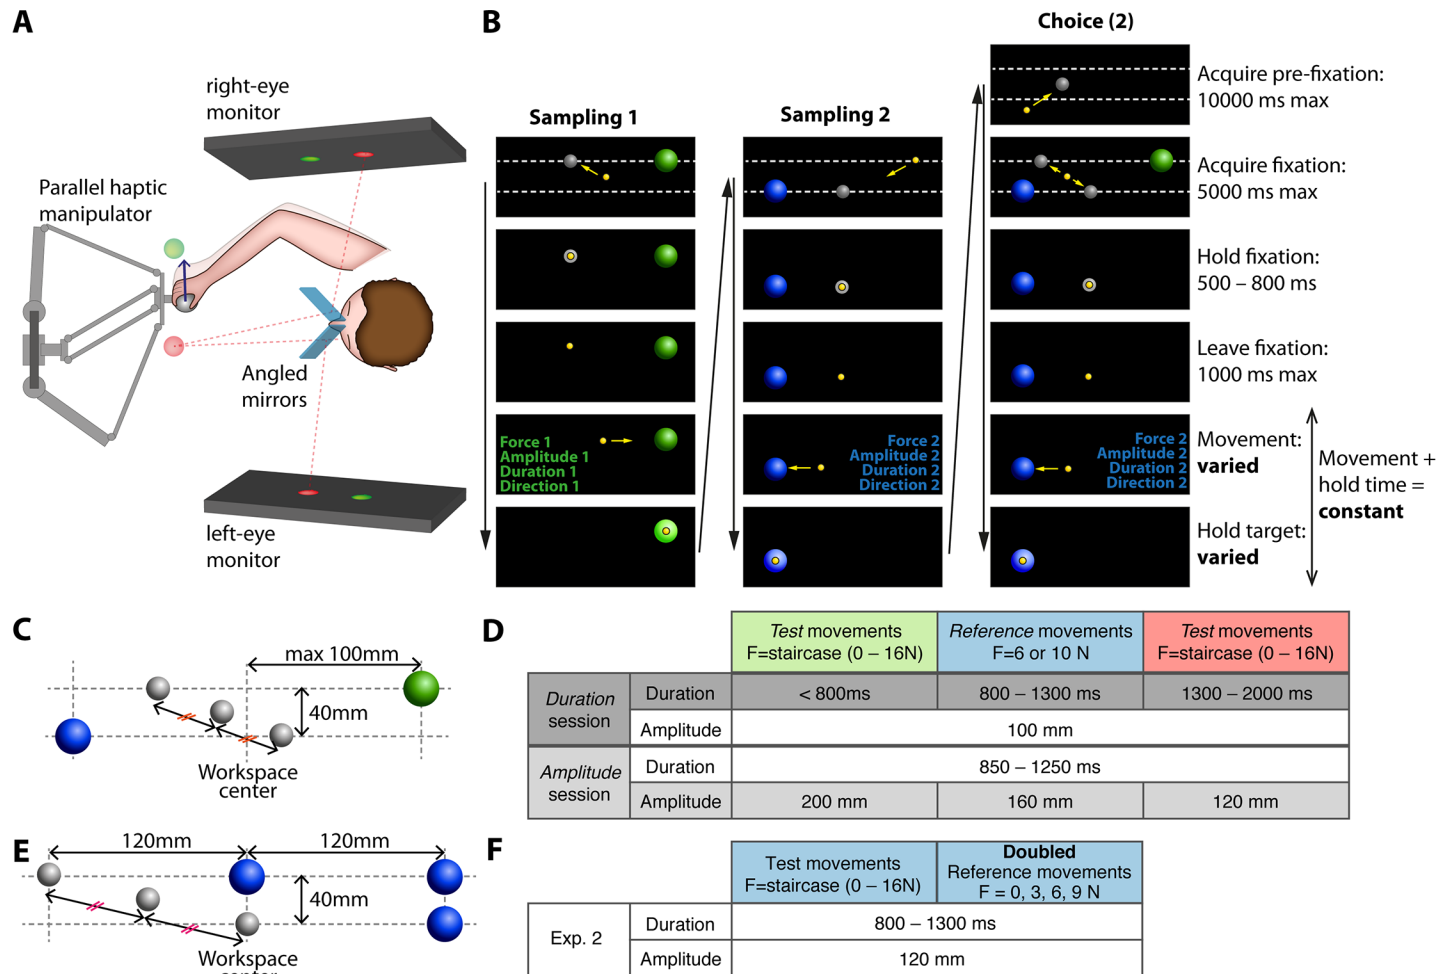 A
right-eye
monitor
Parallel haptic
manipulator
Angled
mirrors
left-eye
monitor
B
Sampling 1
Sampling 2
Choice (2)
Force 1
Amplitude 1
Duration 1
Direction 1
Force 2
Amplitude 2
Duration 2
Direction 2
Force 2
Amplitude 2
Duration 2
Direction 2
Acquire pre-fixation:
10000 ms max
Acquire fixation:
5000 ms max
Hold fixation:
500 – 800 ms
Leave fixation:
1000 ms max
Movement:
varied
Hold target:
varied
Movement +
hold time =
constant
C
max 100mm
40mm
Workspace
center
D
Test movements
F=staircase (0 – 16N)
Reference movements
F=6 or 10 N
Test movements
F=staircase (0 – 16N)
Duration
session
Duration
< 800ms
800 – 1300 ms
1300 – 2000 ms
Amplitude
100 mm
Amplitude
session
Duration
850 – 1250 ms
Amplitude
200 mm
160 mm
120 mm
E
120mm
120mm
40mm
Workspace
center
F
Test movements
F=staircase (0 – 16N)
Doubled
Reference movements
F = 0, 3, 6, 9 N
Exp. 2
Duration
800 – 1300 ms
Amplitude
120 mm